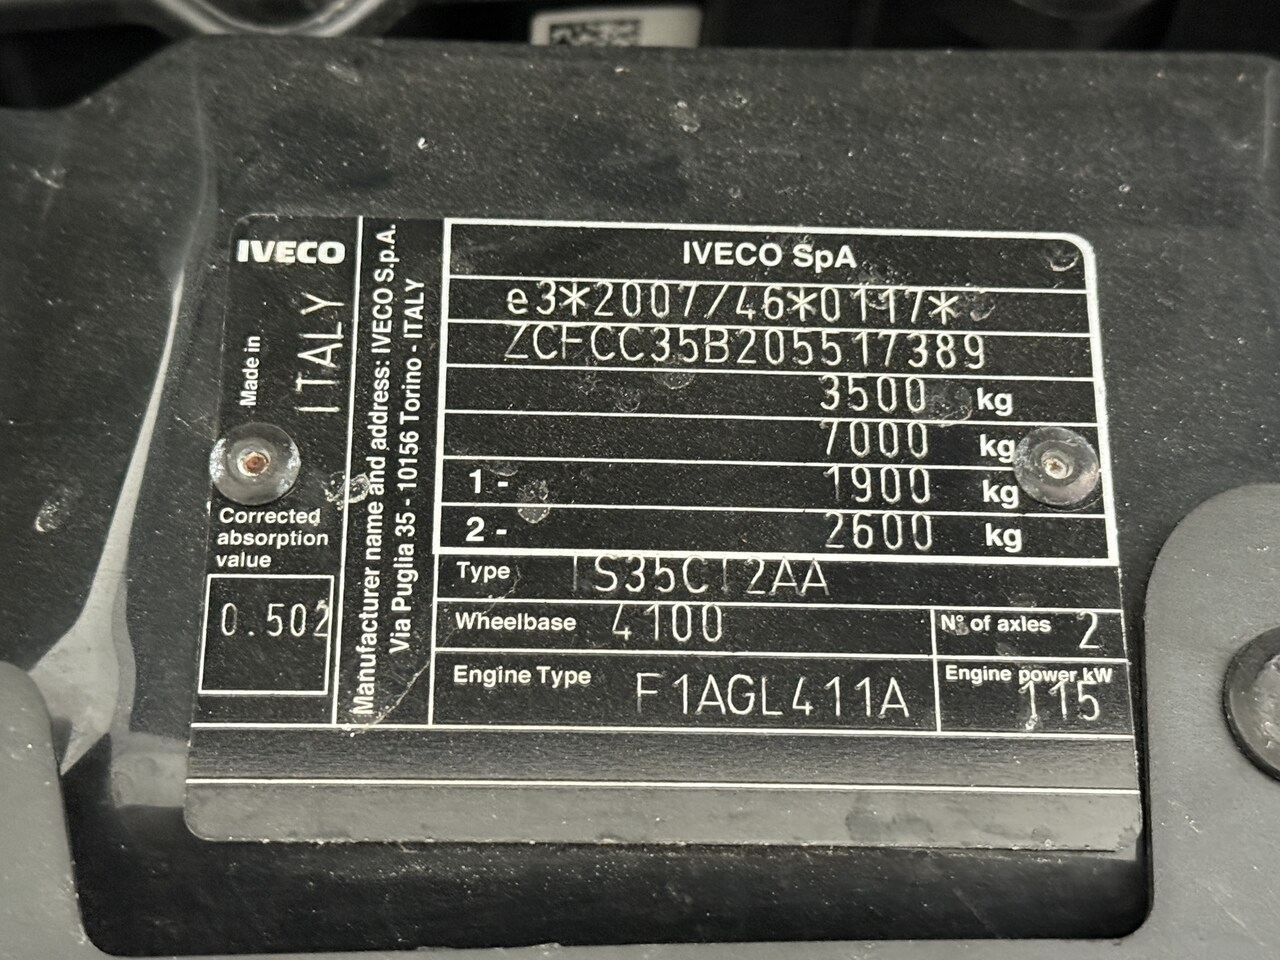 IVECO
Made in
ITALY
Corrected
absorption
value
0.502
Manufacturer name and address: IVECO S.p.A.
Via Puglia 35 - 10156 Torino - ITALY
IVECO SpA
e3*2007/46*0117*
ZCFCC35B205517389
3500 kg
7000 kg
1 - 1900 kg
2 - 2600 kg
Type IS35CI2AA
Wheelbase 4100
N° of axles 2
Engine Type F1AGL411A
Engine power kW
115